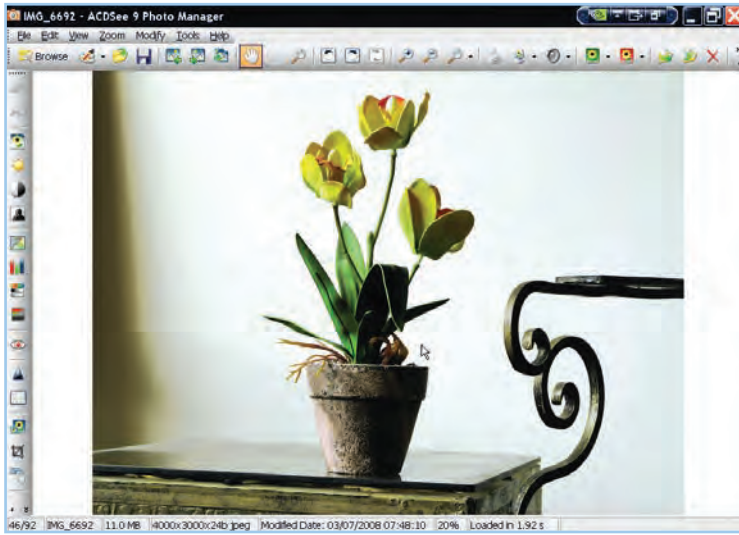 IMG_6692 - ACDSee 9 Photo Manager
File Edit View Zoom Modify Tools Help
Browse
46/92 IMG_6692 11.0 MB 4000x3000x24b jpeg Modified Date: 03/07/2008 07:48:10 20% Loaded in 1.92 s